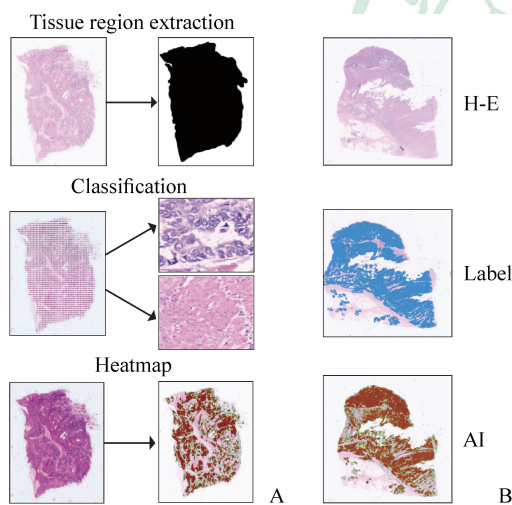 Tissue region extraction
H-E
Classification
Label
Heatmap
AI
A
B